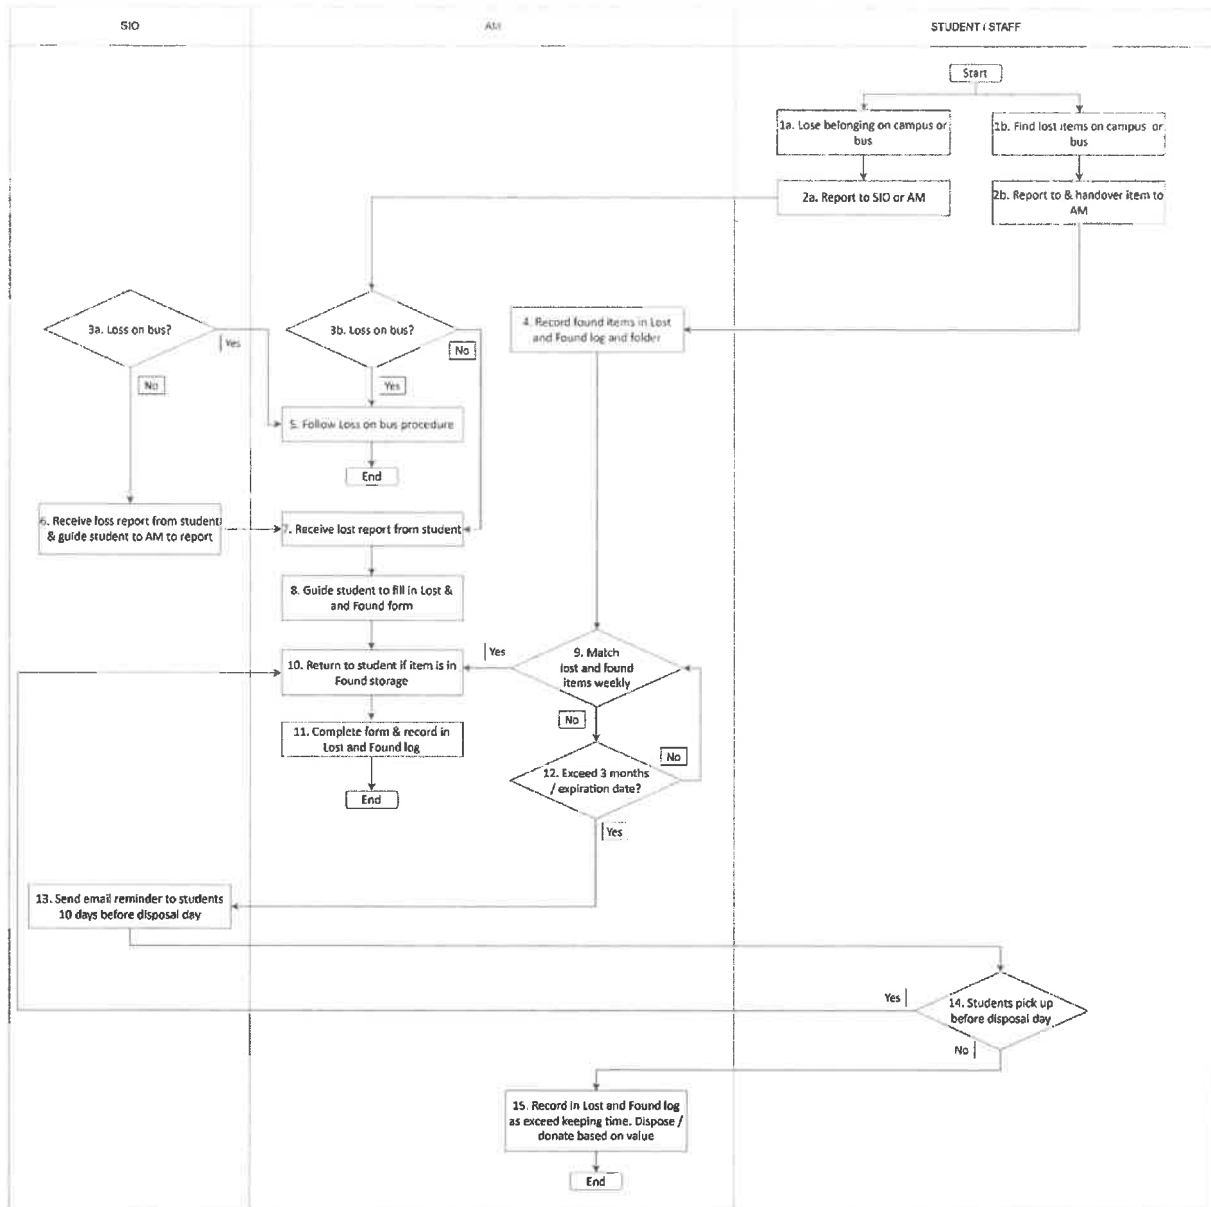 SIO
AM
STUDENT / STAFF
Start
1a. Lose belonging on campus or
bus
1b. Find lost items on campus or
bus
2a. Report to SIO or AM
2b. Report to & handover item to
AM
3a. Loss on bus?
Yes
No
3b. Loss on bus?
No
Yes
4. Record found items in Lost
and Found log and folder
5. Follow Loss on bus procedure
End
6. Receive loss report from student
& guide student to AM to report
7. Receive lost report from student
8. Guide student to fill in Lost &
and Found form
9. Match
lost and found
items weekly
Yes
No
10. Return to student if item is in
Found storage
11. Complete form & record in
Lost and Found log
End
12. Exceed 3 months
/ expiration date?
No
Yes
13. Send email reminder to students
10 days before disposal day
14. Students pick up
before disposal day
Yes
No
15. Record in Lost and Found log
as exceed keeping time. Dispose /
donate based on value
End